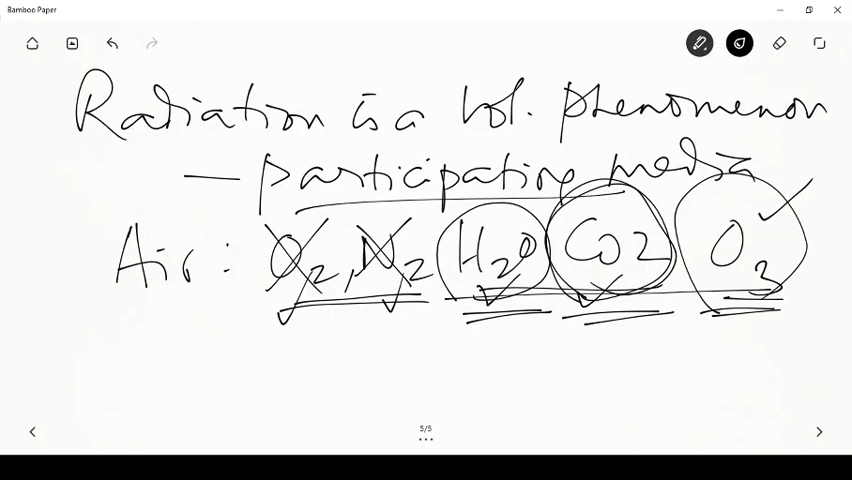 Bamboo Paper
Radiation is a Vol. phenomenon
— participating media
Air: O2, N2 H2O CO2 O3
5/5